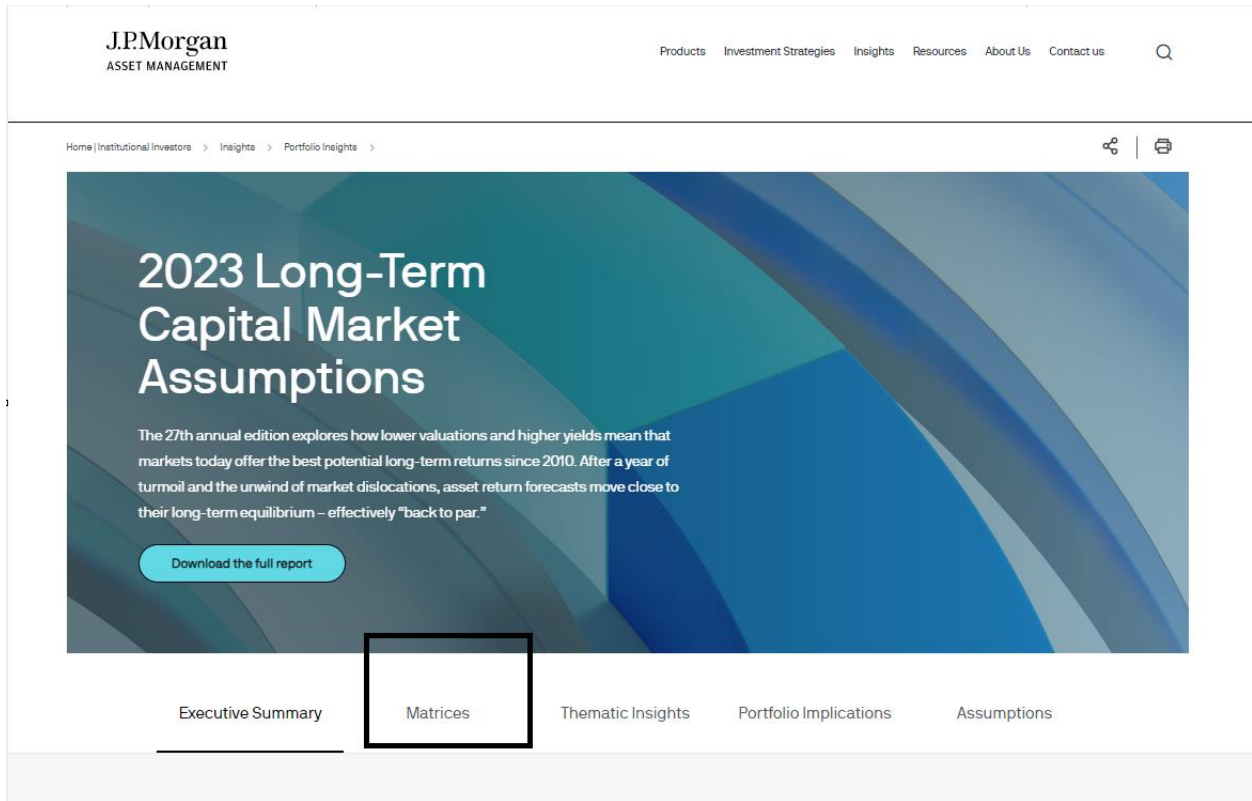 J.P.Morgan
ASSET MANAGEMENT
Products Investment Strategies Insights Resources About Us Contact us
Home | Institutional Investors > Insights > Portfolio Insights >
2023 Long-Term
Capital Market
Assumptions
The 27th annual edition explores how lower valuations and higher yields mean that
markets today offer the best potential long-term returns since 2010. After a year of
turmoil and the unwind of market dislocations, asset return forecasts move close to
their long-term equilibrium – effectively “back to par.”
Download the full report
Executive Summary Matrices Thematic Insights Portfolio Implications Assumptions